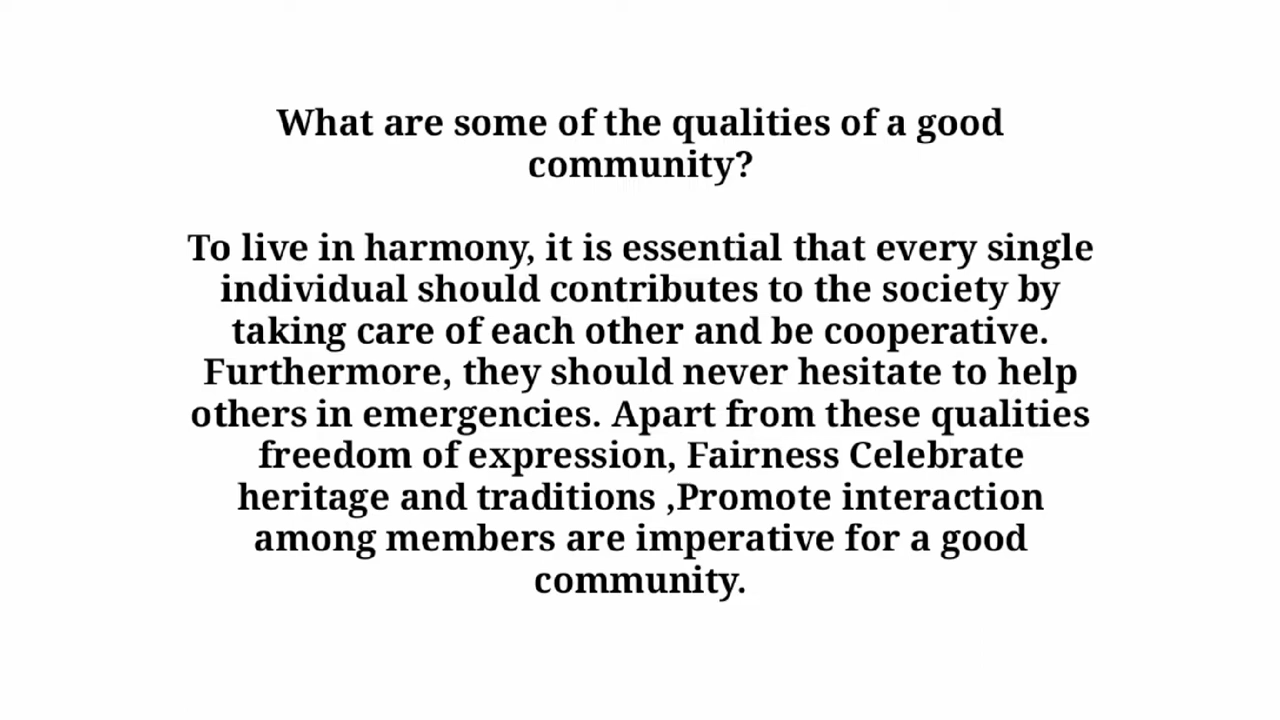 What are some of the qualities of a good
community?
To live in harmony, it is essential that every single
individual should contributes to the society by
taking care of each other and be cooperative.
Furthermore, they should never hesitate to help
others in emergencies. Apart from these qualities
freedom of expression, Fairness Celebrate
heritage and traditions ,Promote interaction
among members are imperative for a good
community.